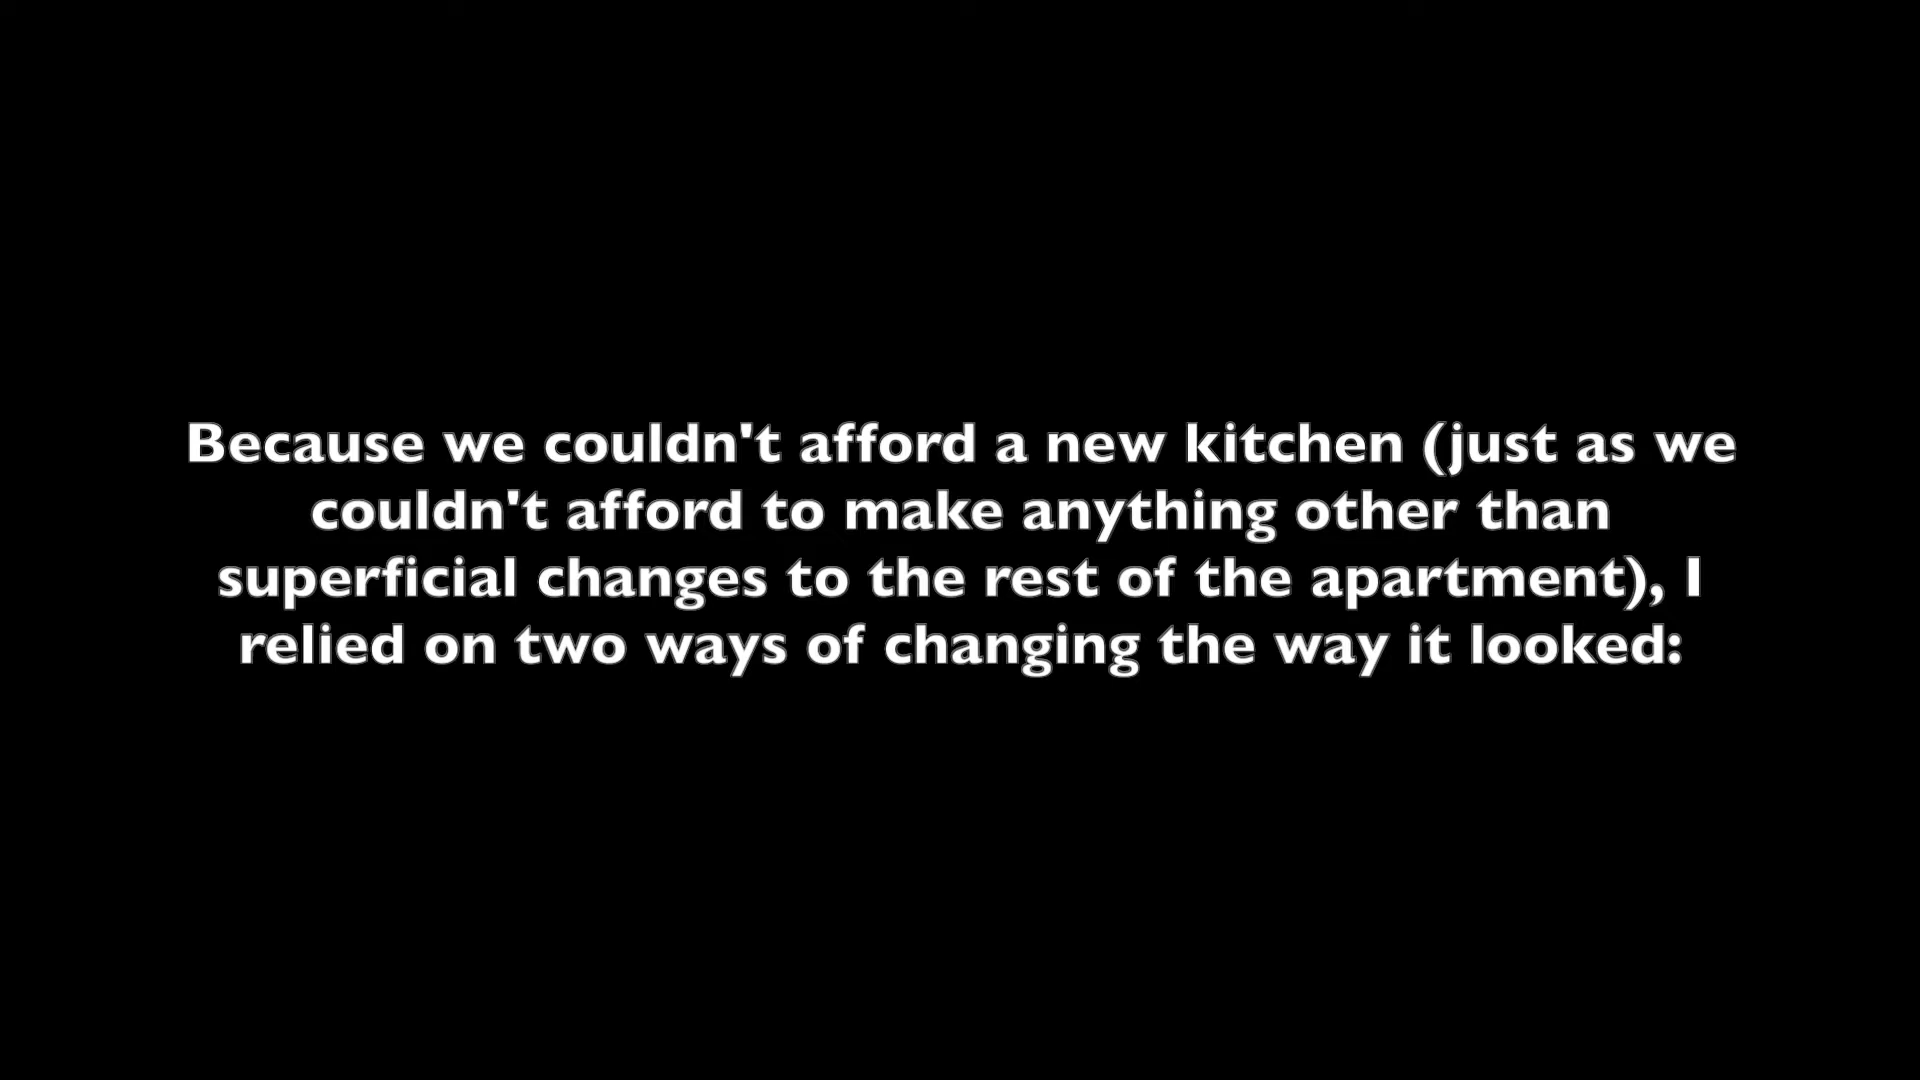 Because we couldn't afford a new kitchen (just as we
couldn't afford to make anything other than
superficial changes to the rest of the apartment), I
relied on two ways of changing the way it looked: